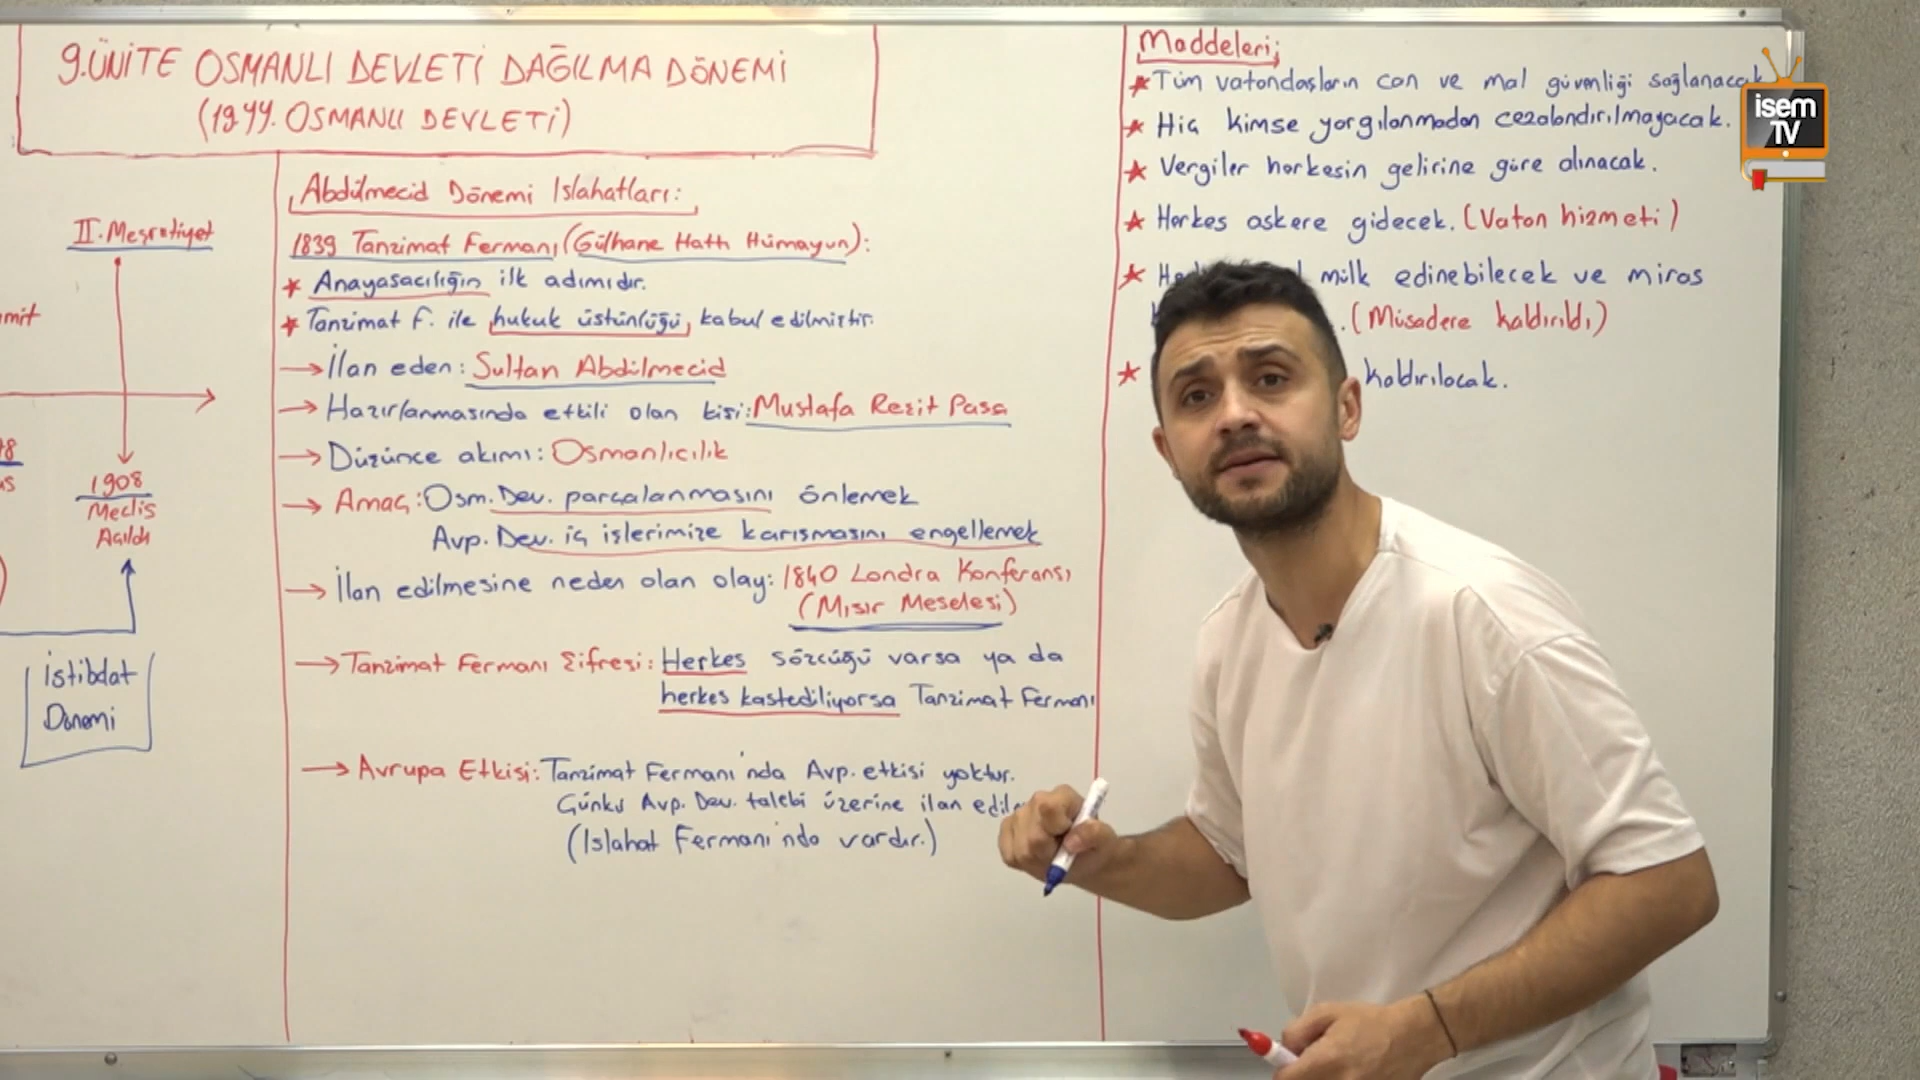 9.ÜNİTE OSMANLI DEVLETİ DAĞILMA DÖNEMİ
(19.YY. OSMANLI DEVLETİ)
II. Meşrutiyet
mit
1908
Meclis
Açıldı
İstibdat
Dönemi
Abdülmecid Dönemi Islahatları:
1839 Tanzimat Fermanı (Gülhane Hattı Hümayun):
* Anayasacılığın ilk adımıdır.
* Tanzimat F. ile hukuk üstünlüğü, kabul edilmiştir.
→ İlan eden: Sultan Abdülmecid
→ Hazırlanmasında etkili olan kişi: Mustafa Reşit Paşa
→ Düşünce akımı: Osmanlıcılık
→ Amaç: Osm. Dev. parçalanmasını önlemek
Avp. Dev. iç işlerimize karışmasını engellemek
→ İlan edilmesine neden olan olay: 1840 Londra Konferansı
(Mısır Meselesi)
→ Tanzimat Fermanı Şifresi: Herkes sözcüğü varsa ya da
herkes kastediliyorsa Tanzimat Fermanı
→ Avrupa Etkisi: Tanzimat Fermanı'nda Avp. etkisi yoktur.
Çünkü Avp. Dev. talebi üzerine ilan
(Islahat Fermanı'nda vardır.)
Maddeleri;
* Tüm vatandaşların can ve mal güvenliği sağlanacak
* Hiç kimse yargılanmadan cezalandırılmayacak.
* Vergiler herkesin gelirine göre alınacak.
* Herkes askere gidecek. (Vatan hizmeti)
* mülk edinebilecek ve miras
. (Müsadere kaldırıldı)
* kaldırılacak.
isem
TV